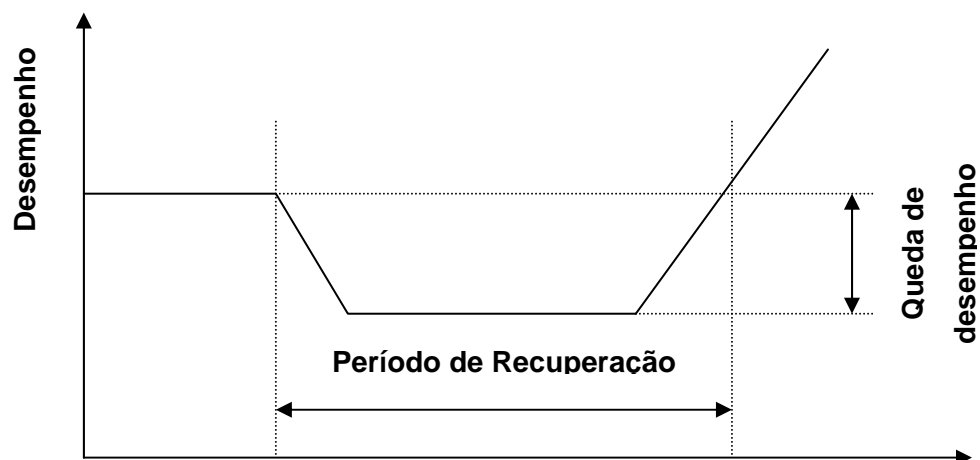 Desempenho
Período de Recuperação
Queda de
desempenho